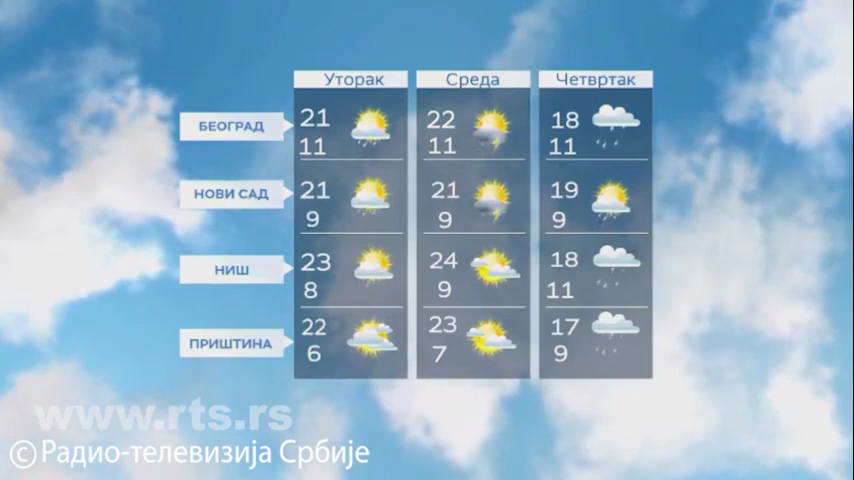 Уторак Среда Четвртак
БЕОГРАД 21 22 18
11 11 11
НОВИ САД 21 21 19
9 9 9
НИШ 23 24 18
8 9 11
ПРИШТИНА 22 23 17
6 7 9
www.rts.rs
©Радио-телевизија Србије